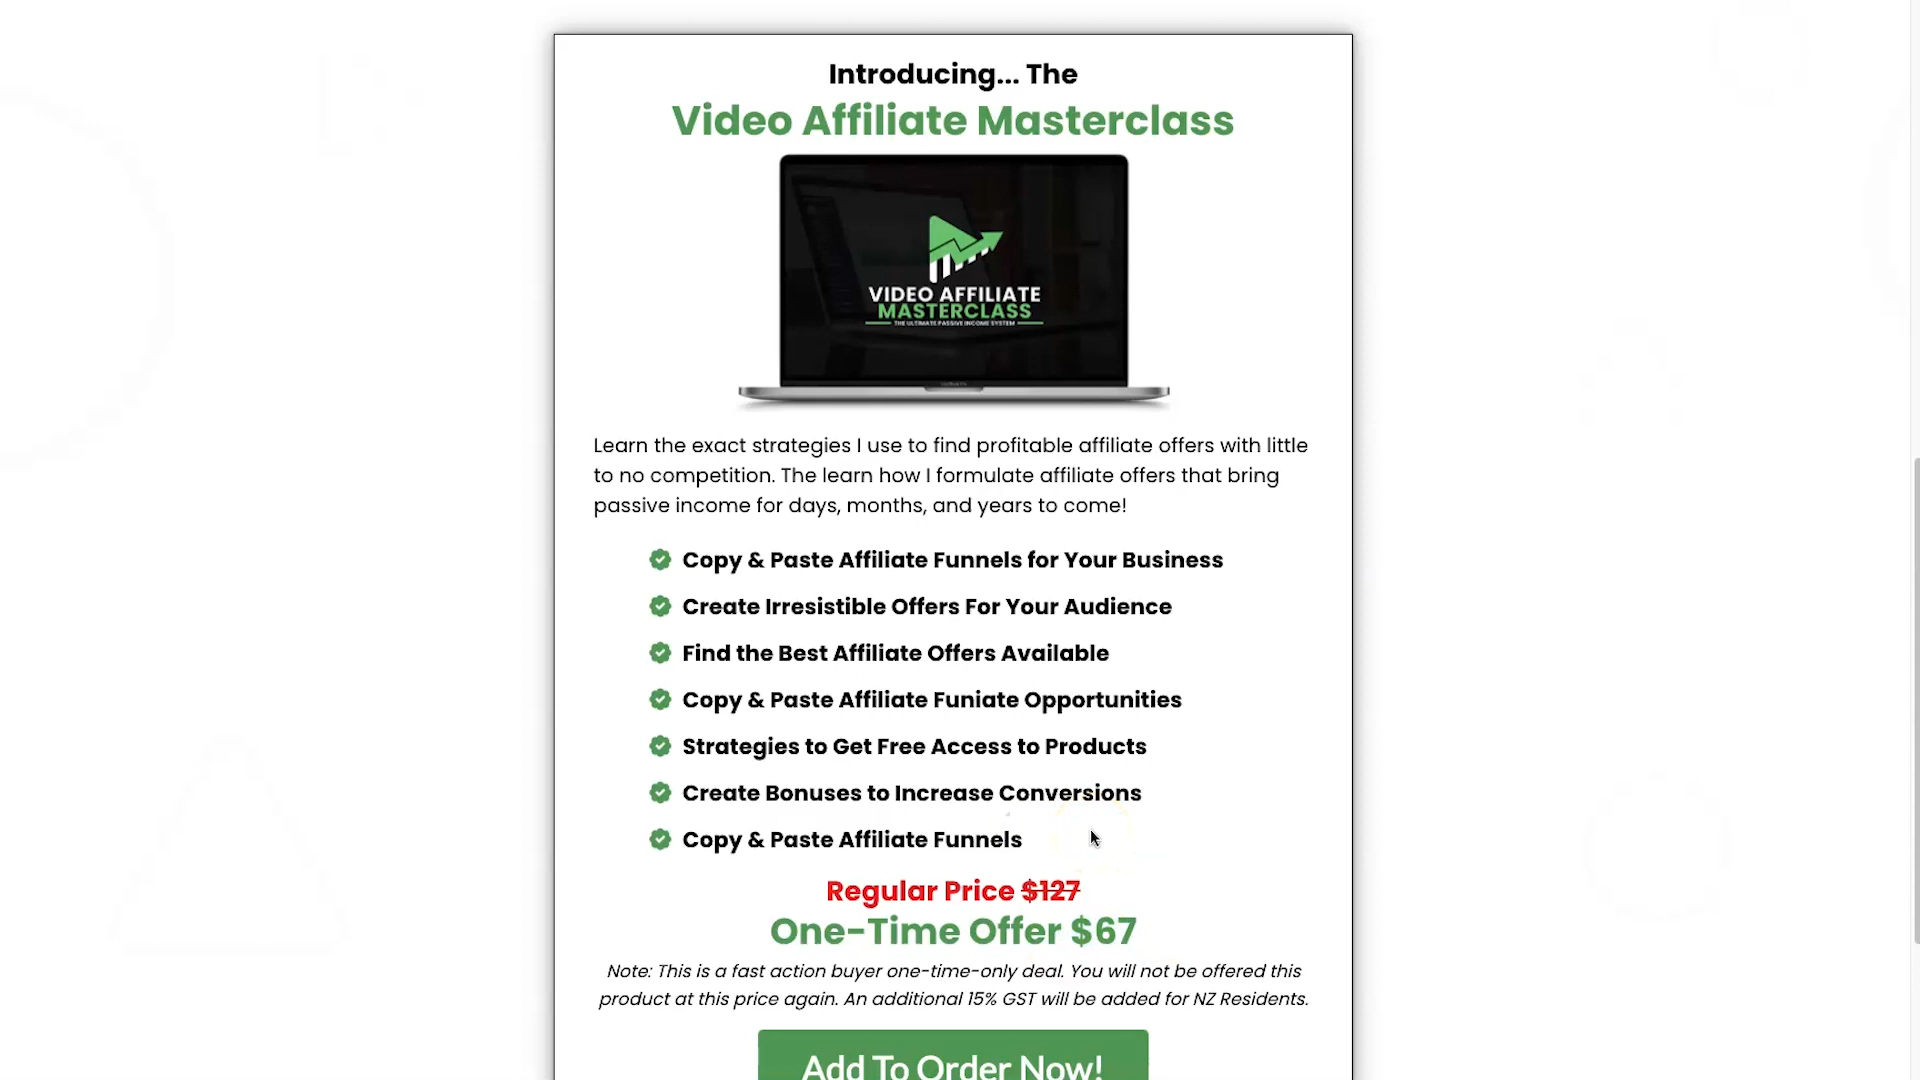 Introducing... The
Video Affiliate Masterclass
VIDEO AFFILIATE
MASTERCLASS
THE ULTIMATE PASSIVE INCOME SYSTEM
Learn the exact strategies I use to find profitable affiliate offers with little
to no competition. The learn how I formulate affiliate offers that bring
passive income for days, months, and years to come!
Copy & Paste Affiliate Funnels for Your Business
Create Irresistible Offers For Your Audience
Find the Best Affiliate Offers Available
Copy & Paste Affiliate Funiate Opportunities
Strategies to Get Free Access to Products
Create Bonuses to Increase Conversions
Copy & Paste Affiliate Funnels
Regular Price $127
One-Time Offer $67
Note: This is a fast action buyer one-time-only deal. You will not be offered this
product at this price again. An additional 15% GST will be added for NZ Residents.
Add To Order Now!